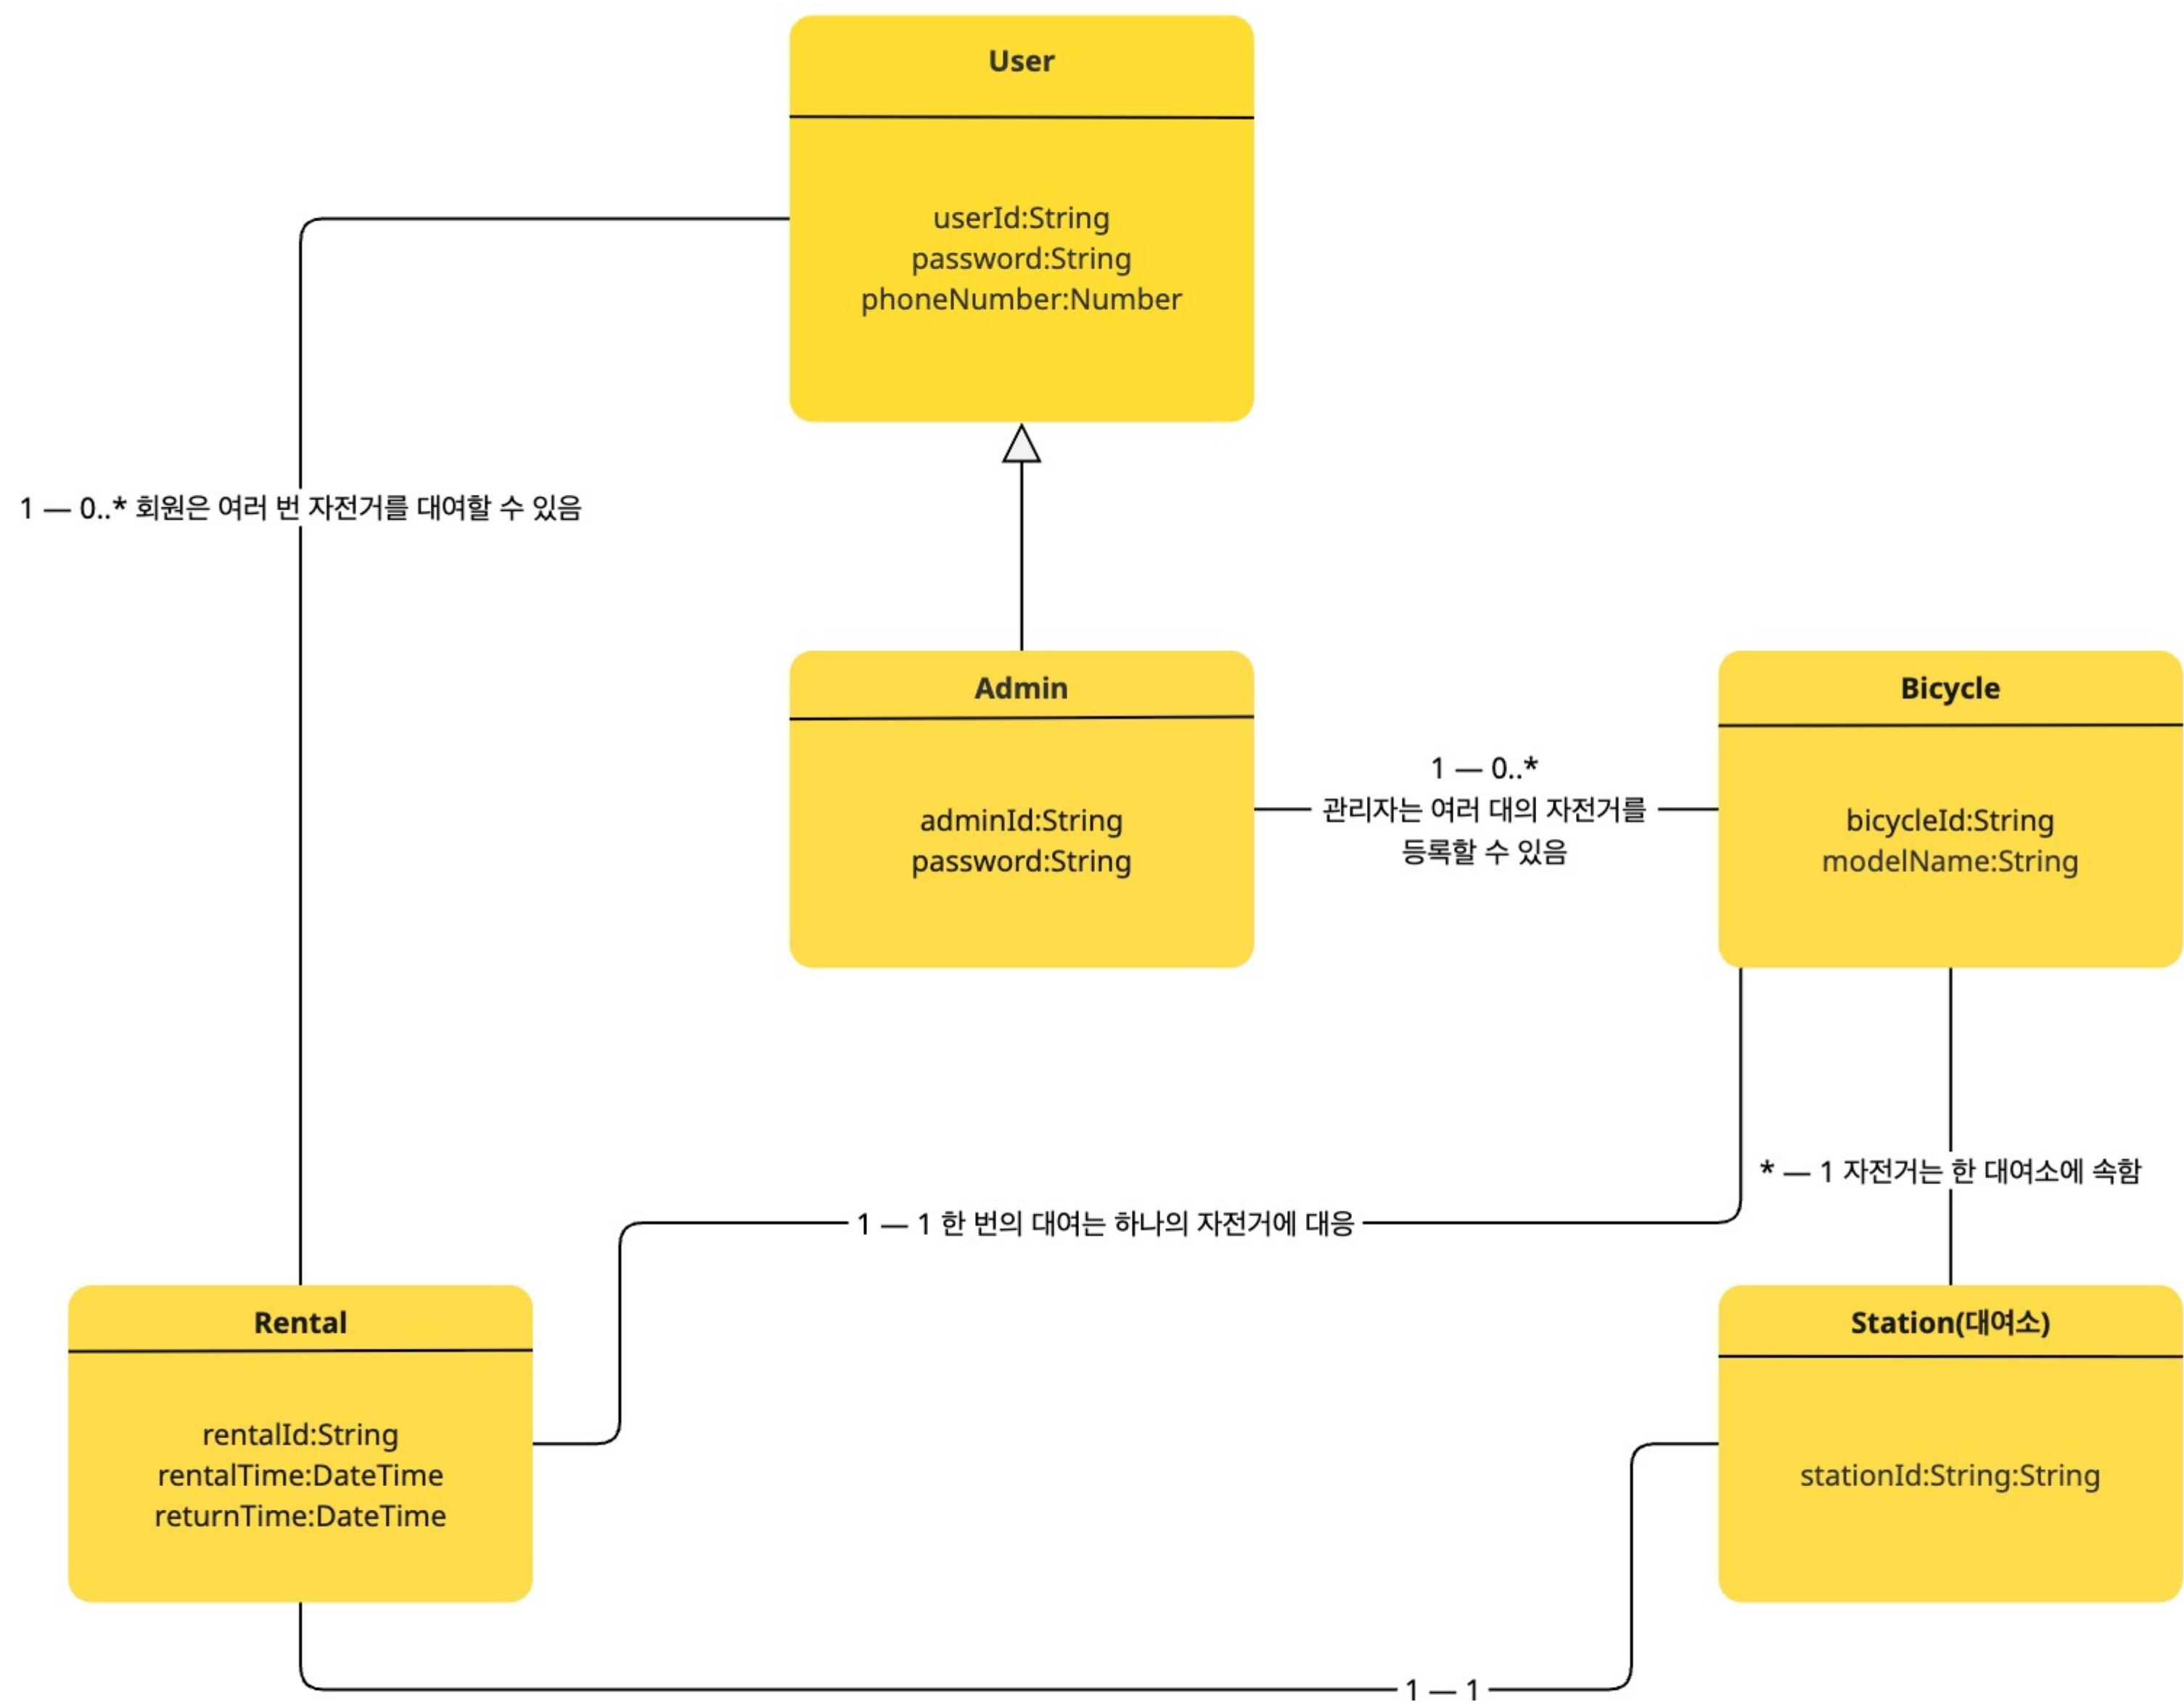 User
userId:String
password:String
phoneNumber:Number
1 — 0..* 회원은 여러 번 자전거를 대여할 수 있음
Admin
adminId:String
password:String
1 — 0..*
관리자는 여러 대의 자전거를
등록할 수 있음
Bicycle
bicycleId:String
modelName:String
* — 1 자전거는 한 대여소에 속함
1 — 1 한 번의 대여는 하나의 자전거에 대응
Rental
rentalId:String
rentalTime:DateTime
returnTime:DateTime
Station(대여소)
stationId:String:String
1 — 1